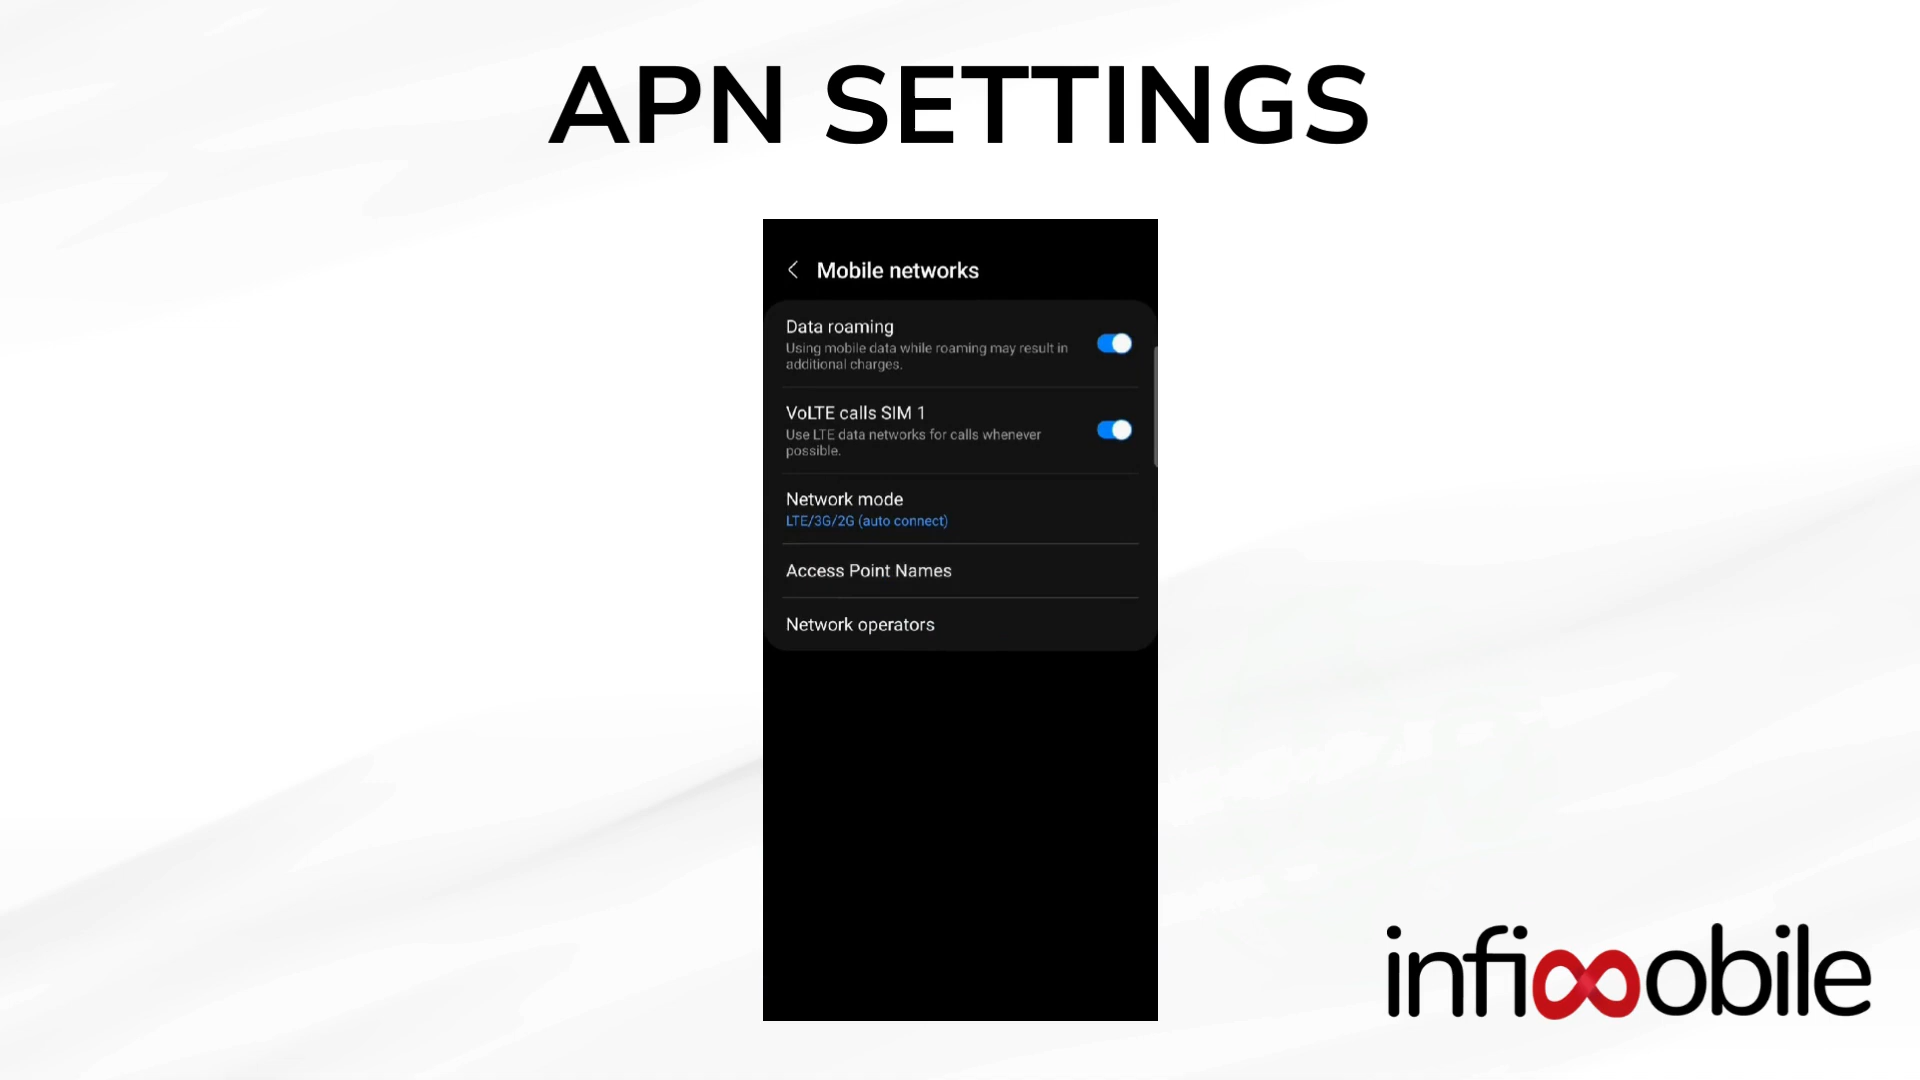 APN SETTINGS
Mobile networks
Data roaming
Using mobile data while roaming may result in
additional charges.
VoLTE calls SIM 1
Use LTE data networks for calls whenever
possible.
Network mode
LTE/3G/2G (auto connect)
Access Point Names
Network operators
infimobile